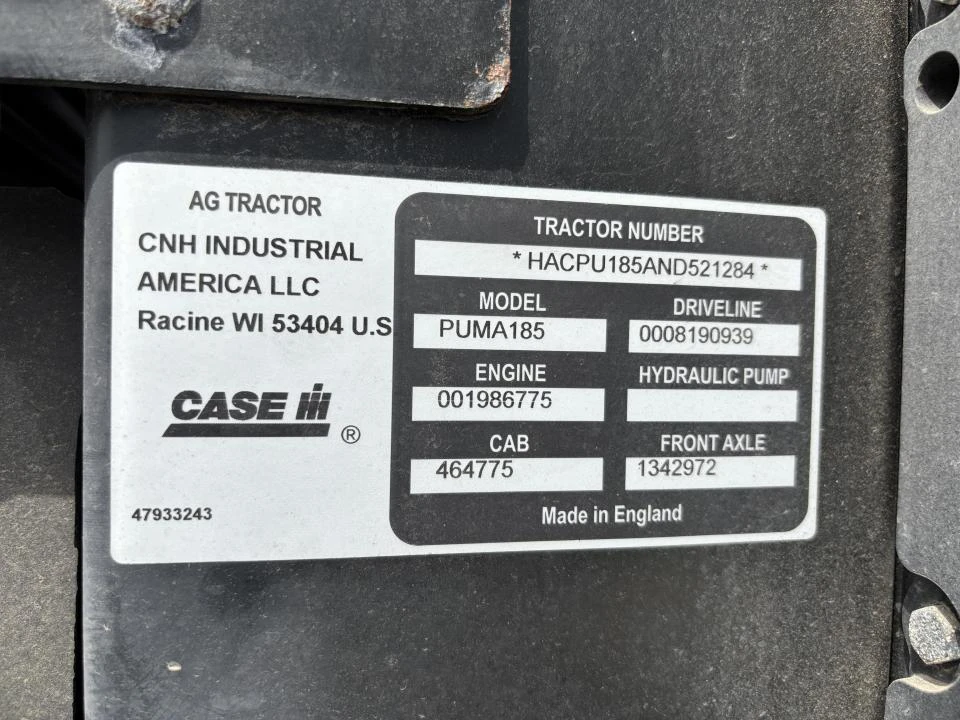 AG TRACTOR
CNH INDUSTRIAL
AMERICA LLC
Racine WI 53404 U.S
CASE IH
®
47933243
TRACTOR NUMBER
*HACPU185AND521284*
MODEL
PUMA185
DRIVELINE
0008190939
ENGINE
001986775
HYDRAULIC PUMP
CAB
464775
FRONT AXLE
1342972
Made in England